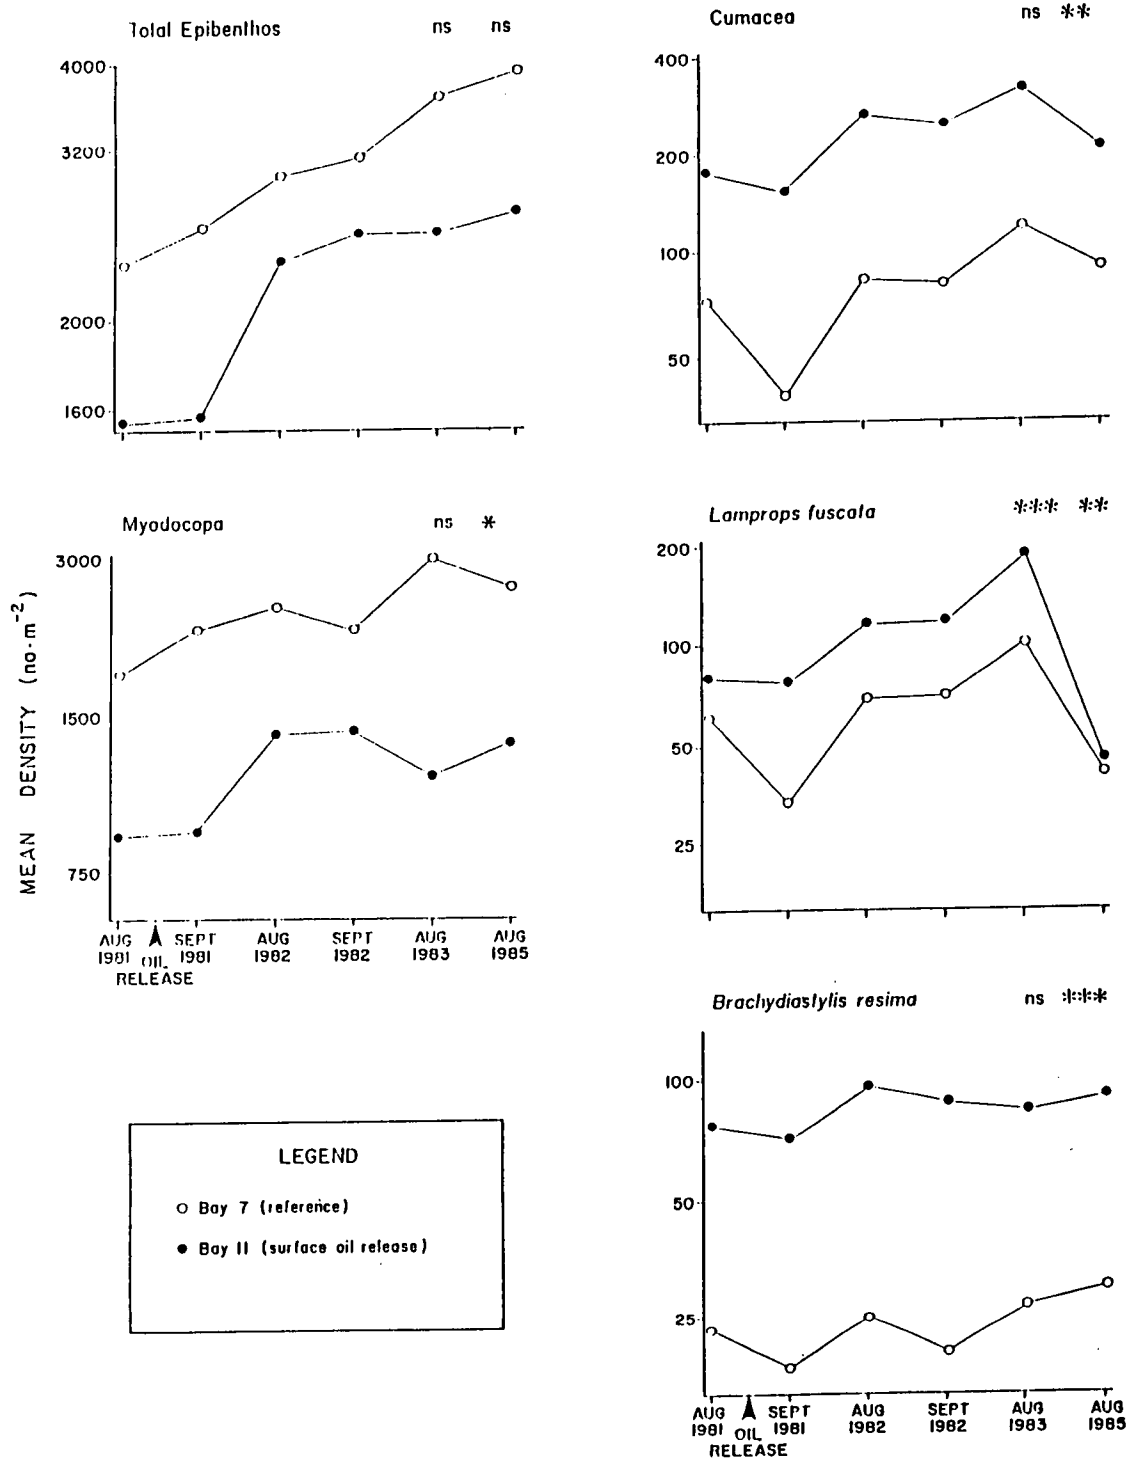 Total Epibenthos ns ns
4000
3200
2000
1600
Cumacea ns **
400
200
100
50
Myodocopa ns *
3000
1500
750
MEAN DENSITY (no·m⁻²)
AUG 1981
OIL RELEASE
SEPT 1981
AUG 1982
SEPT 1982
AUG 1983
AUG 1985
Lamprops fuscata *** **
200
100
50
25
Brachydiastylis resima ns ***
100
50
25
AUG 1981
OIL RELEASE
SEPT 1981
AUG 1982
SEPT 1982
AUG 1983
AUG 1985
LEGEND
○ Bay 7 (reference)
● Bay 11 (surface oil release)